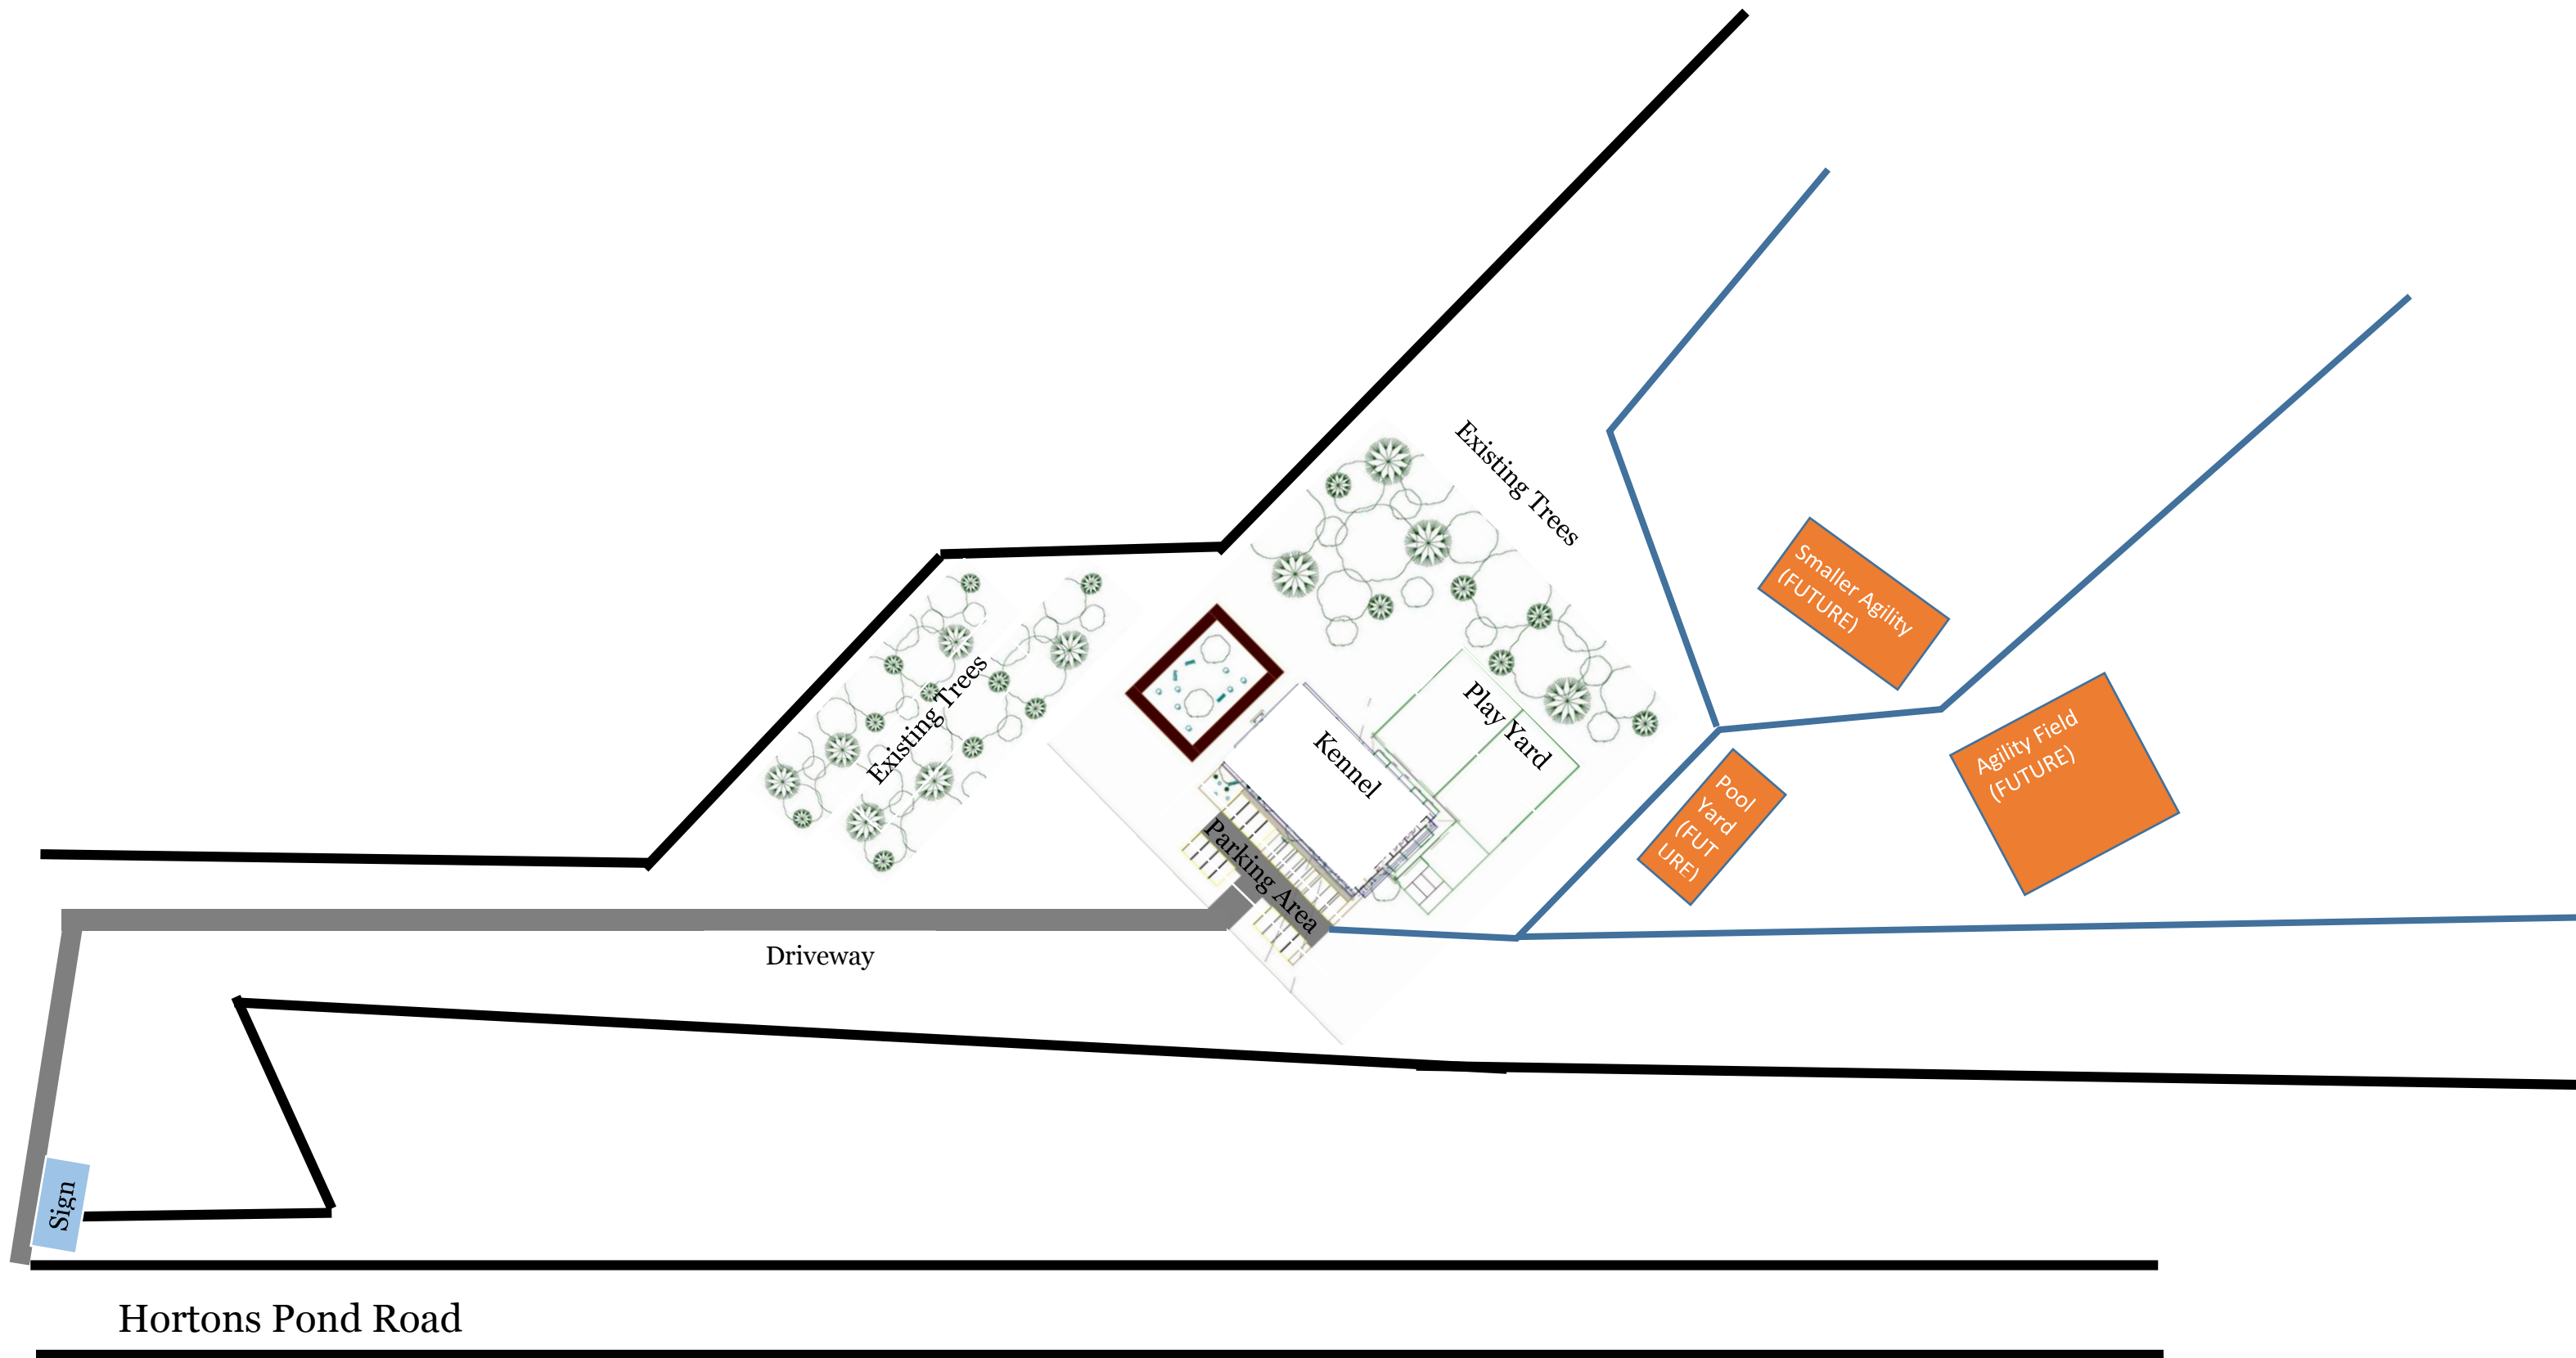 Existing Trees
Smaller Agility
(FUTURE)
Existing Trees
Play Yard
Kennel
Agility Field
(FUTURE)
Pool
Yard
(FUT
URE)
Parking Area
Driveway
Sign
Hortons Pond Road